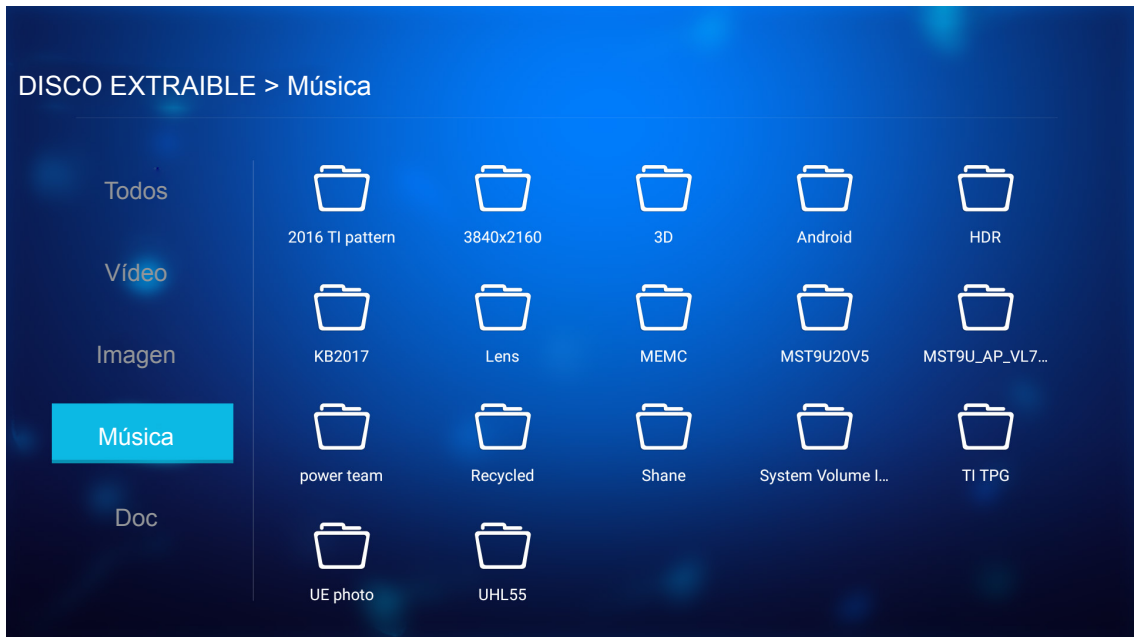 DISCO EXTRAIBLE > Música
Todos
Vídeo
Imagen
Música
Doc
2016 TI pattern
3840x2160
3D
Android
HDR
KB2017
Lens
MEMC
MST9U20V5
MST9U_AP_VL7...
power team
Recycled
Shane
System Volume I...
TI TPG
UE photo
UHL55